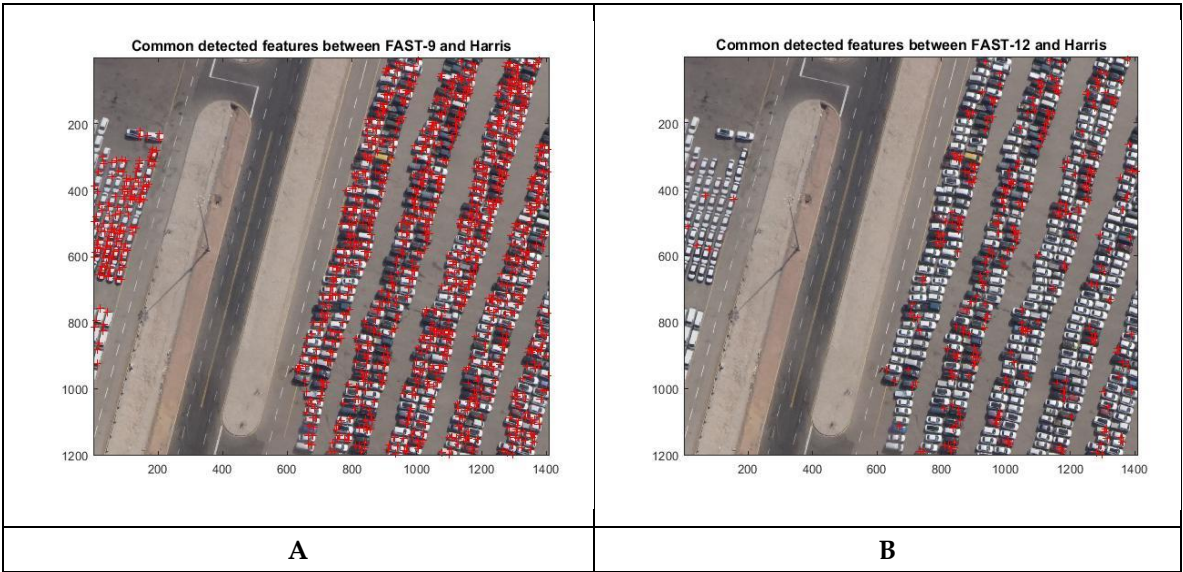 Common detected features between FAST-9 and Harris
200
400
600
800
1000
1200
200 400 600 800 1000 1200 1400
Common detected features between FAST-12 and Harris
200
400
600
800
1000
1200
200 400 600 800 1000 1200 1400
A B